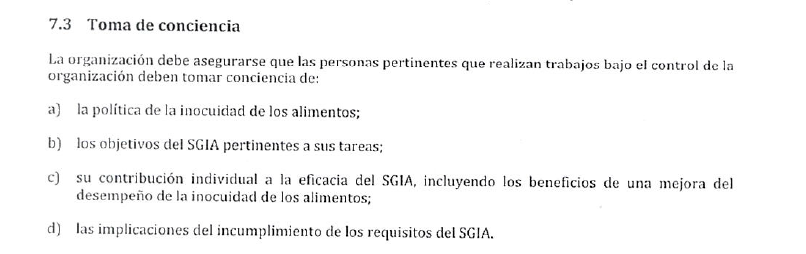 7.3 Toma de conciencia
La organización debe asegurarse que las personas pertinentes que realizan trabajos bajo el control de la
organización deben tomar conciencia de:
a) la política de la inocuidad de los alimentos;
b) los objetivos del SGIA pertinentes a sus tareas;
c) su contribución individual a la eficacia del SGIA, incluyendo los beneficios de una mejora del
desempeño de la inocuidad de los alimentos;
d) las implicaciones del incumplimiento de los requisitos del SGIA.